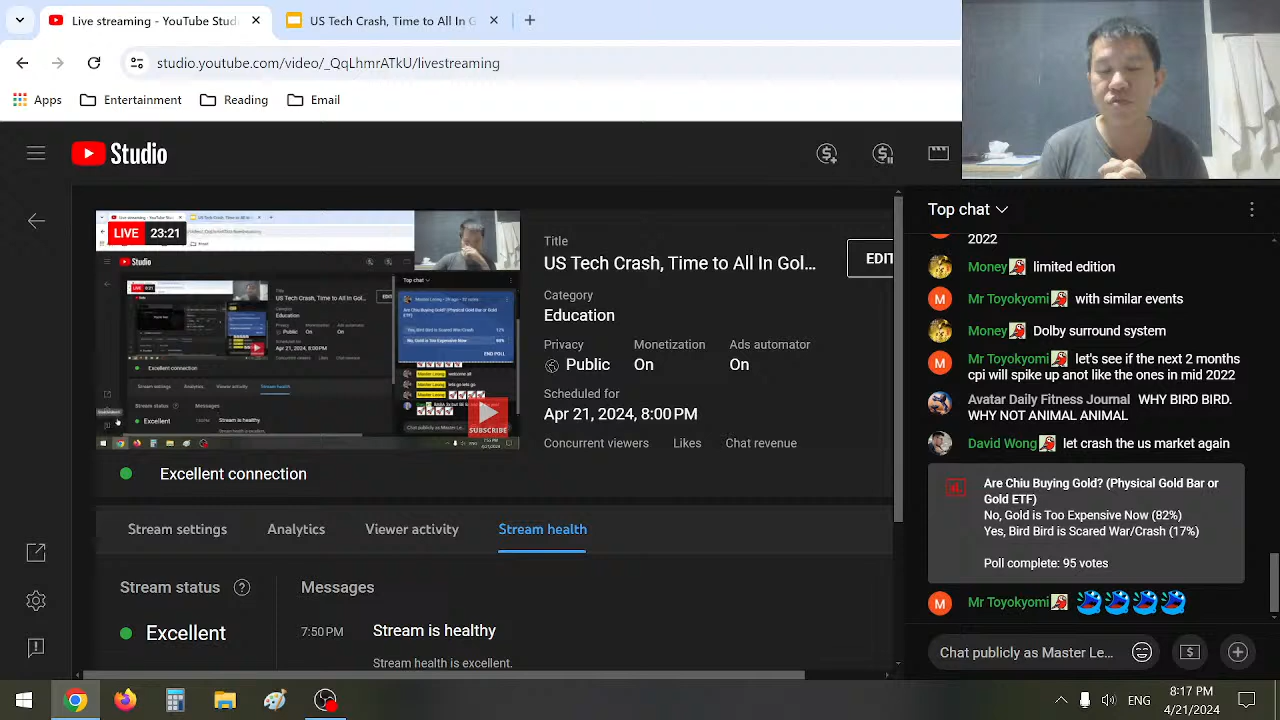 Live streaming - YouTube Stud
US Tech Crash, Time to All In G
studio.youtube.com/video/_QqLhmrATkU/livestreaming
Apps
Entertainment
Reading
Email
Studio
LIVE 23:21
Title
US Tech Crash, Time to All In Gol...
EDIT
Category
Education
Privacy
Monetization
Ads automator
Public
On
On
Scheduled for
Apr 21, 2024, 8:00 PM
Concurrent viewers
Likes
Chat revenue
SUBSCRIBE
Excellent connection
Stream settings
Analytics
Viewer activity
Stream health
Stream status
Messages
Excellent
7:50 PM
Stream is healthy
Stream health is excellent.
Top chat
2022
Money limited edition
Mr Toyokyomi with similar posts
Money Dolby surround system
Mr Toyokyomi let's see if the next 2 months
cpi will spike up anot like the ones in mid 2022
Avatar Daily Fitness Journal WHY BIRD BIRD.
WHY NOT ANIMAL ANIMAL
David Wong let crash the us market again
Are Chiu Buying Gold? (Physical Gold Bar or
Gold ETF)
No, Gold is Too Expensive Now (82%)
Yes, Bird Bird is Scared War/Crash (17%)
Poll complete: 95 votes
Mr Toyokyomi
Chat publicly as Master Le...
ENG
8:17 PM
4/21/2024